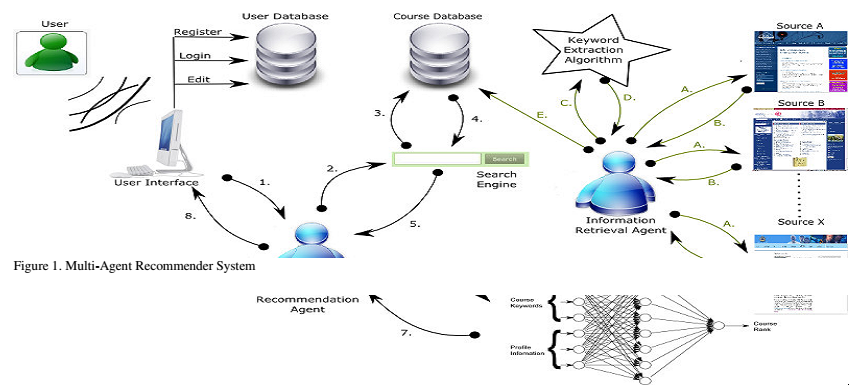 User
User Database
Course Database
Keyword
Extraction
Algorithm
Source A
Register
Login
Edit
A.
B.
C.
D.
E.
Source B
3.
4.
A.
B.
Search
Search
Engine
User Interface
1.
2.
8.
5.
Information
Retrieval Agent
Source X
A.
Figure 1. Multi-Agent Recommender System
Recommendation
Agent
7.
Course
Keywords
Profile
Infomation
Course
Rank